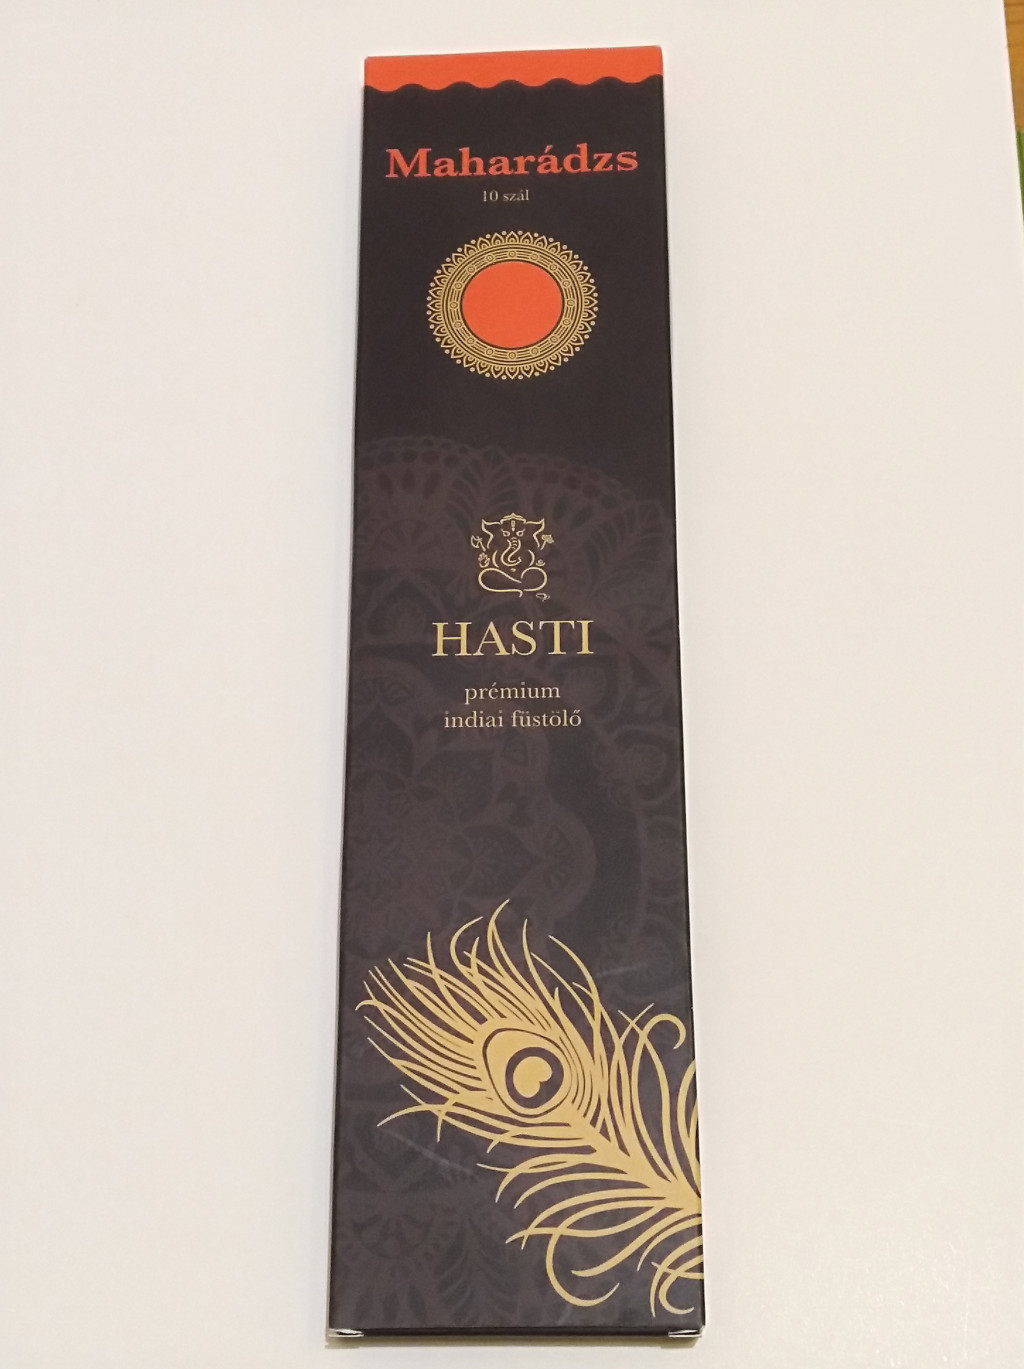 Maharádzs
10 szál
HASTI
prémium
indiai füstölő